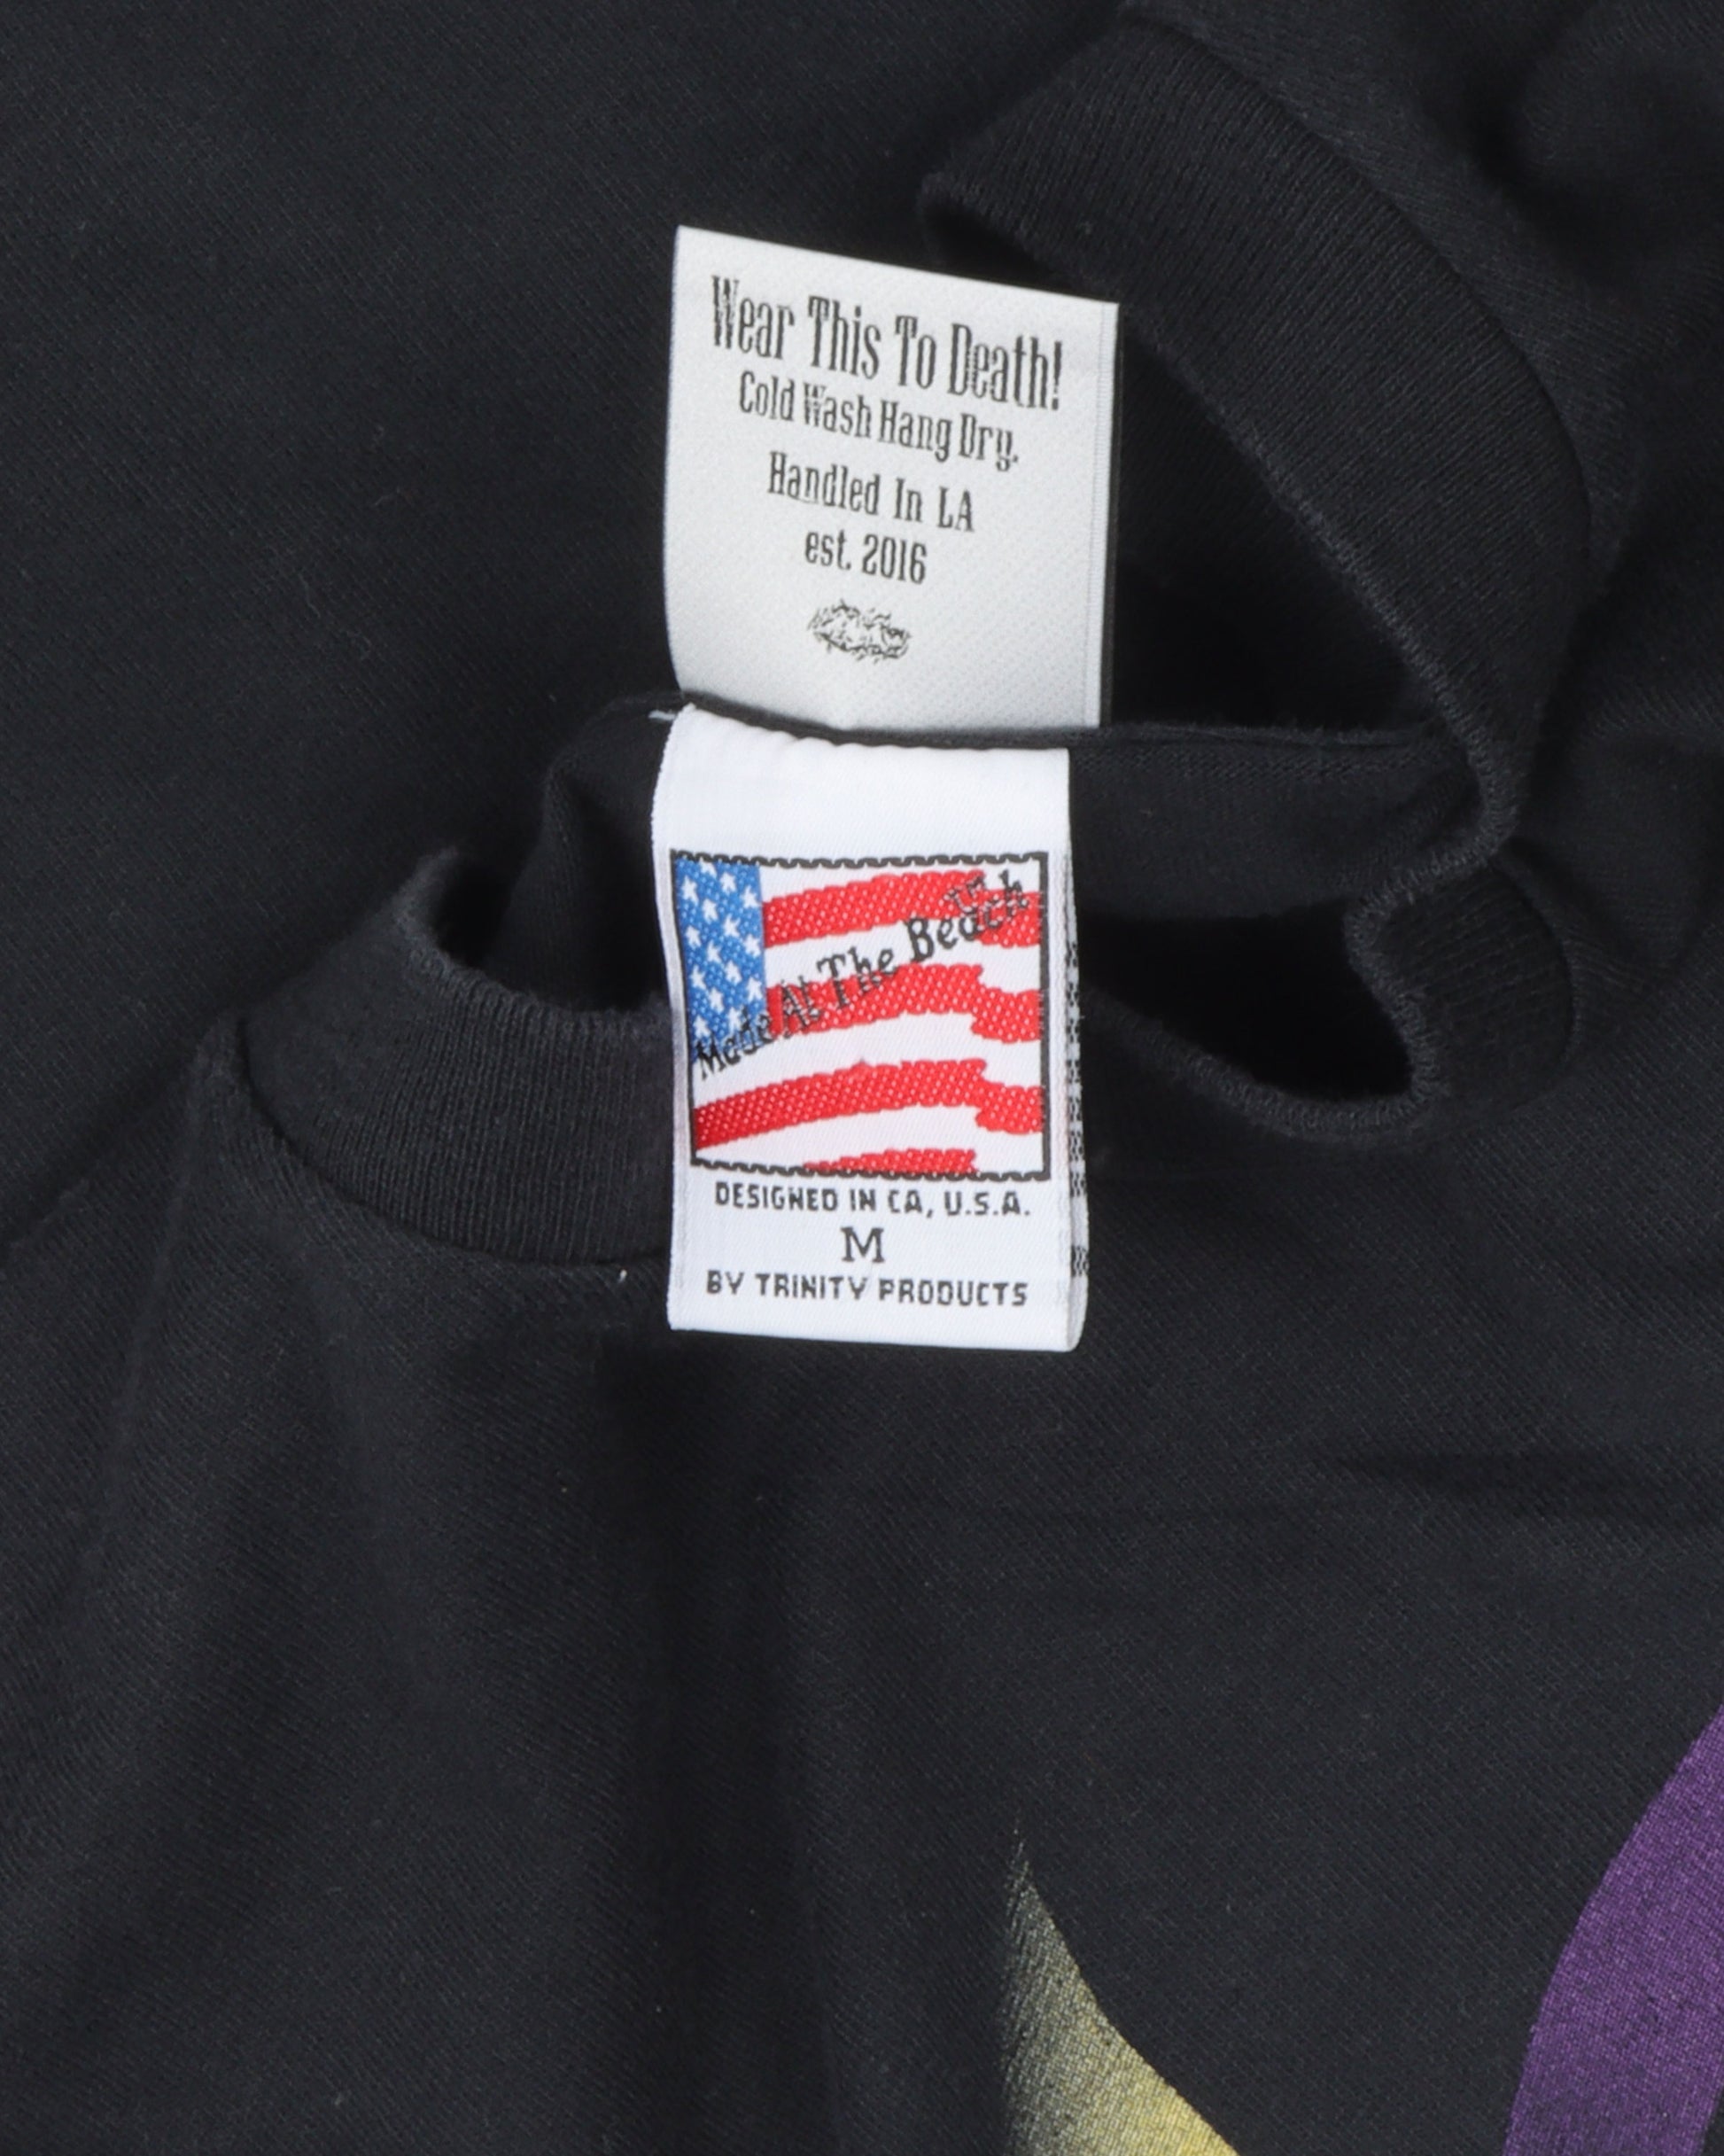 Wear This To Death!
Cold Wash Hang Dry.
Handled In LA
est. 2016
Made At The Beach
DESIGNED IN CA, U.S.A.
M
BY TRINITY PRODUCTS